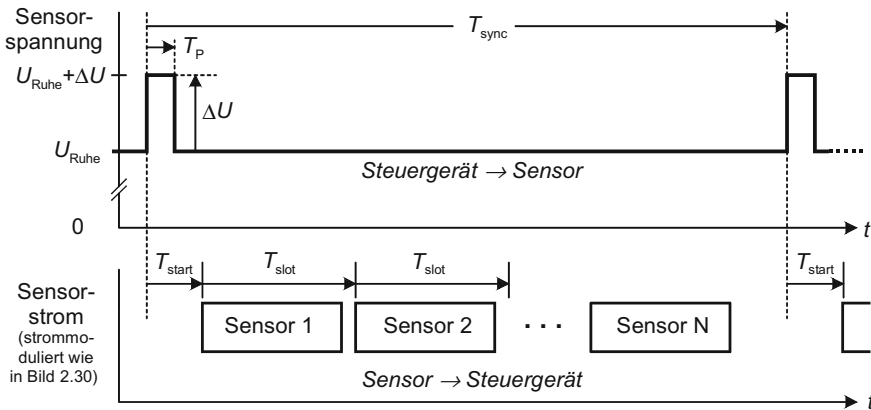 Sensor-
spannung
T_sync
T_P
U_Ruhe+ΔU
ΔU
U_Ruhe
Steuergerät → Sensor
0
t
T_start
T_slot
T_slot
T_start
Sensor-
strom
(strommo-
duliert wie
in Bild 2.30)
Sensor 1
Sensor 2
· · ·
Sensor N
Sensor → Steuergerät
t